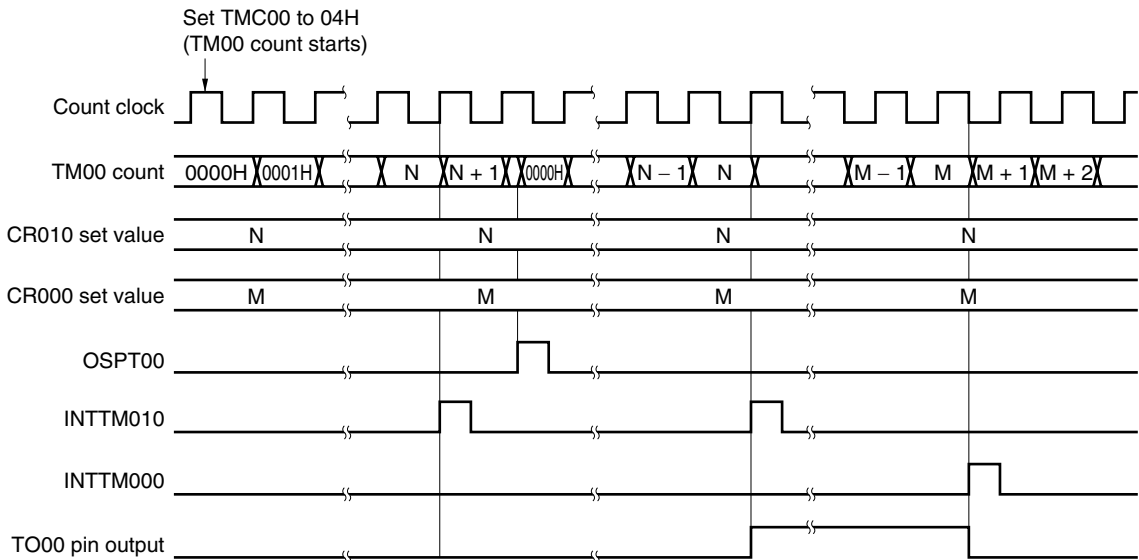 Set TMC00 to 04H
(TM00 count starts)
Count clock
TM00 count 0000H 0001H N N + 1 0000H N − 1 N M − 1 M M + 1 M + 2
CR010 set value N N N N
CR000 set value M M M M
OSPT00
INTTM010
INTTM000
TO00 pin output